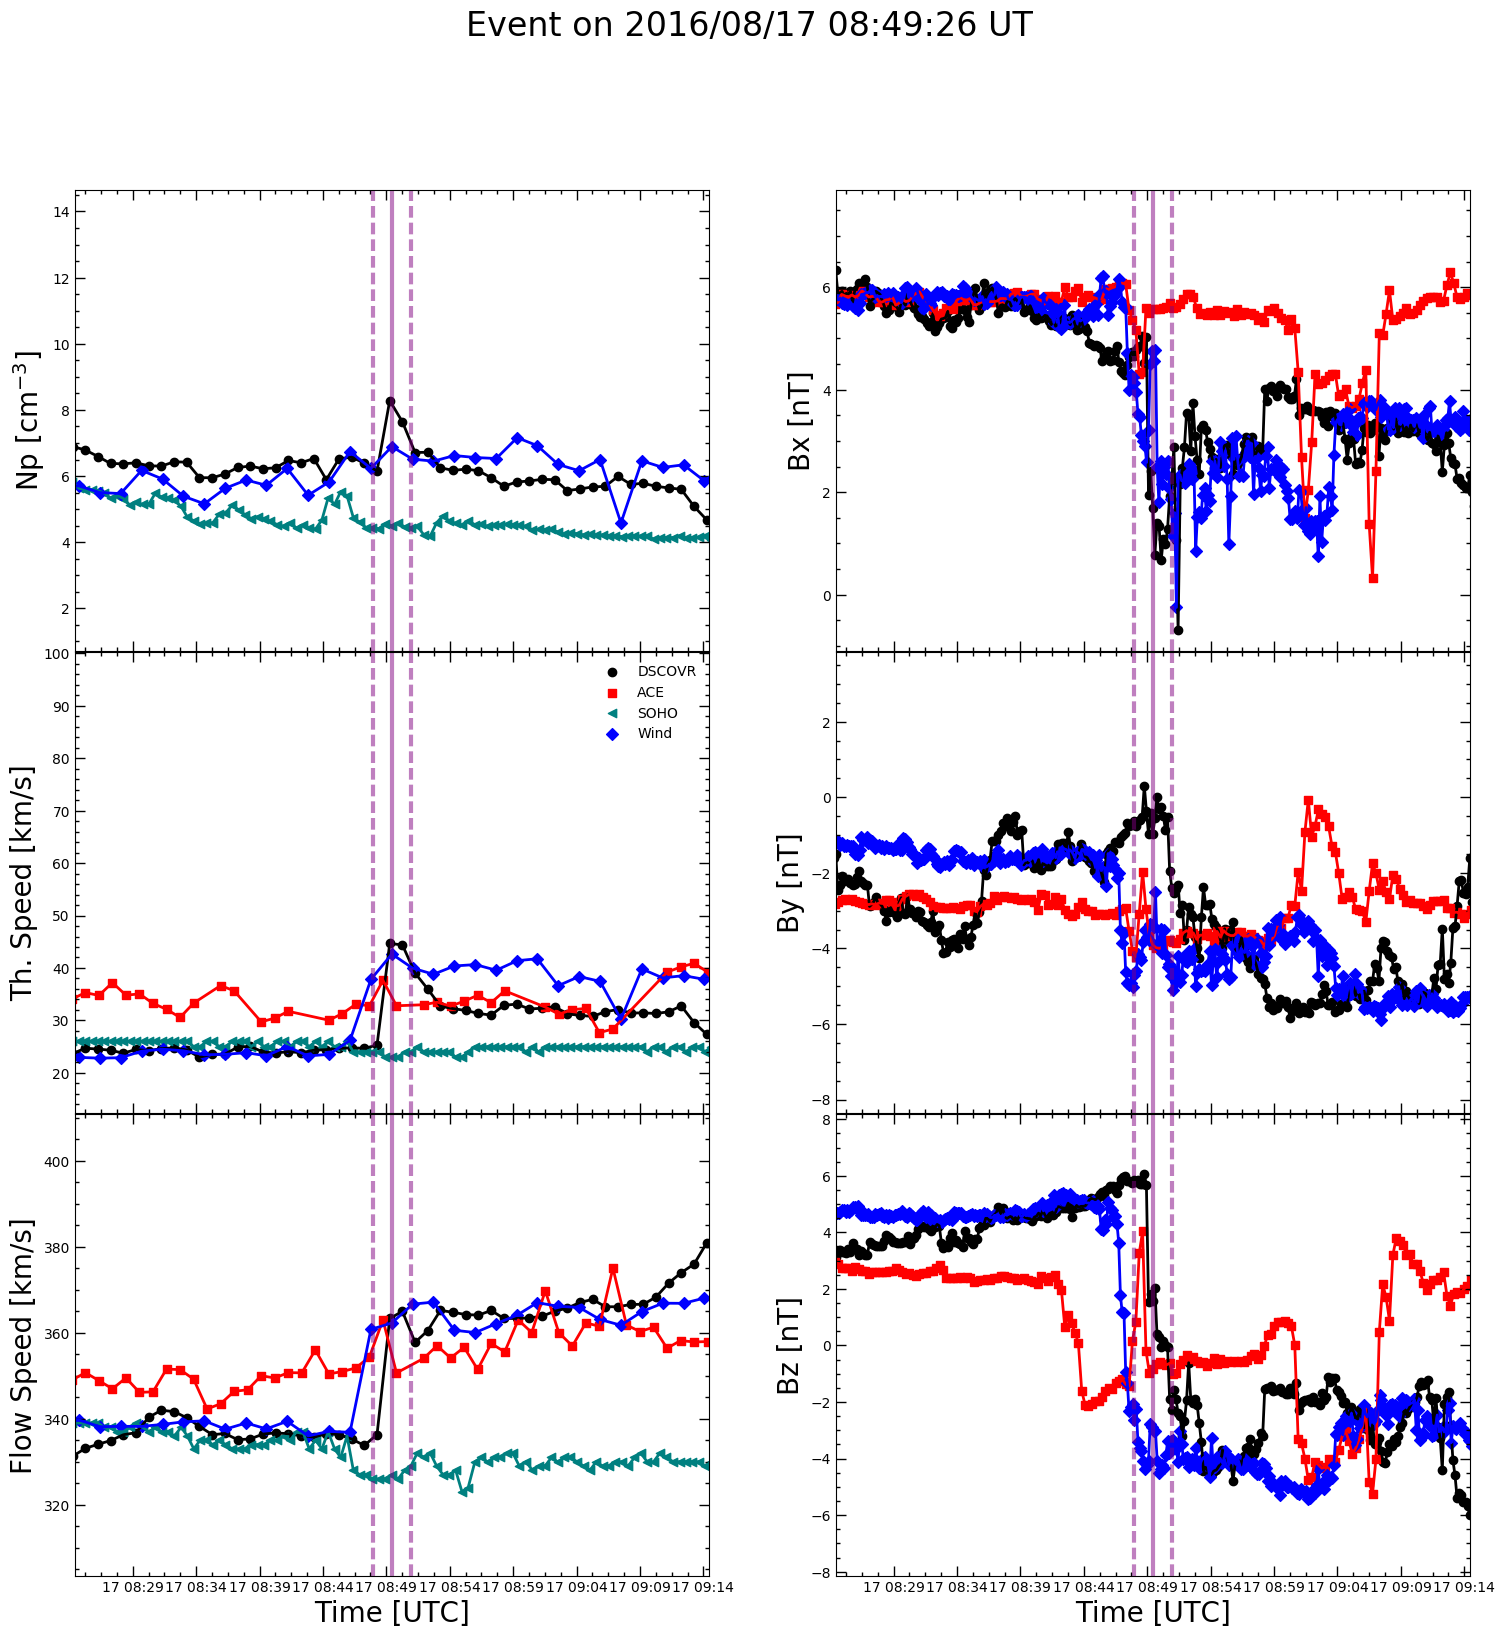 Event on 2016/08/17 08:49:26 UT
Np [cm⁻³]
14
12
10
8
6
4
2
Bx [nT]
6
4
2
0
Th. Speed [km/s]
100
90
80
70
60
50
40
30
20
DSCOVR
ACE
SOHO
Wind
By [nT]
2
0
−2
−4
−6
−8
Flow Speed [km/s]
400
380
360
340
320
Bz [nT]
8
6
4
2
0
−2
−4
−6
−8
17 08:29 17 08:34 17 08:39 17 08:44 17 08:49 17 08:54 17 08:59 17 09:04 17 09:09 17 09:14
Time [UTC]
17 08:29 17 08:34 17 08:39 17 08:44 17 08:49 17 08:54 17 08:59 17 09:04 17 09:09 17 09:14
Time [UTC]